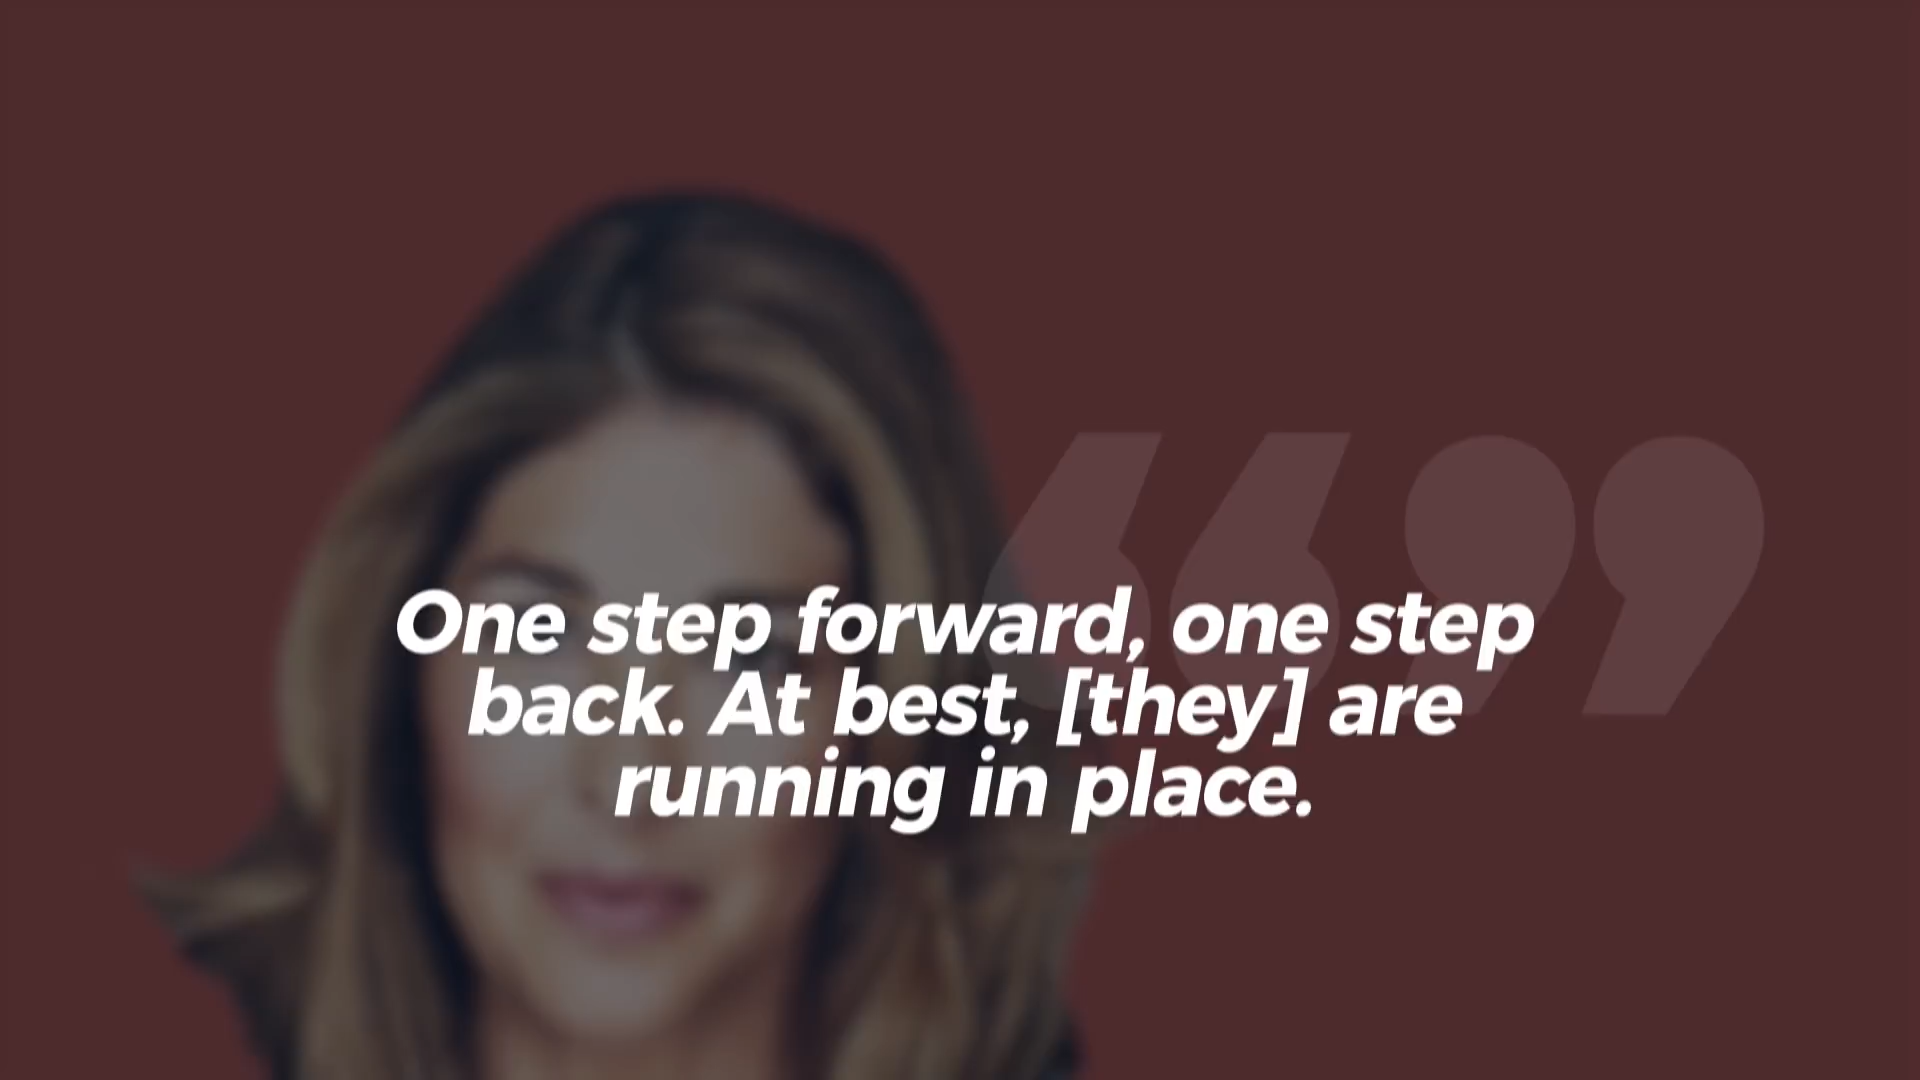 One step forward, one step
back. At best, [they] are
running in place.